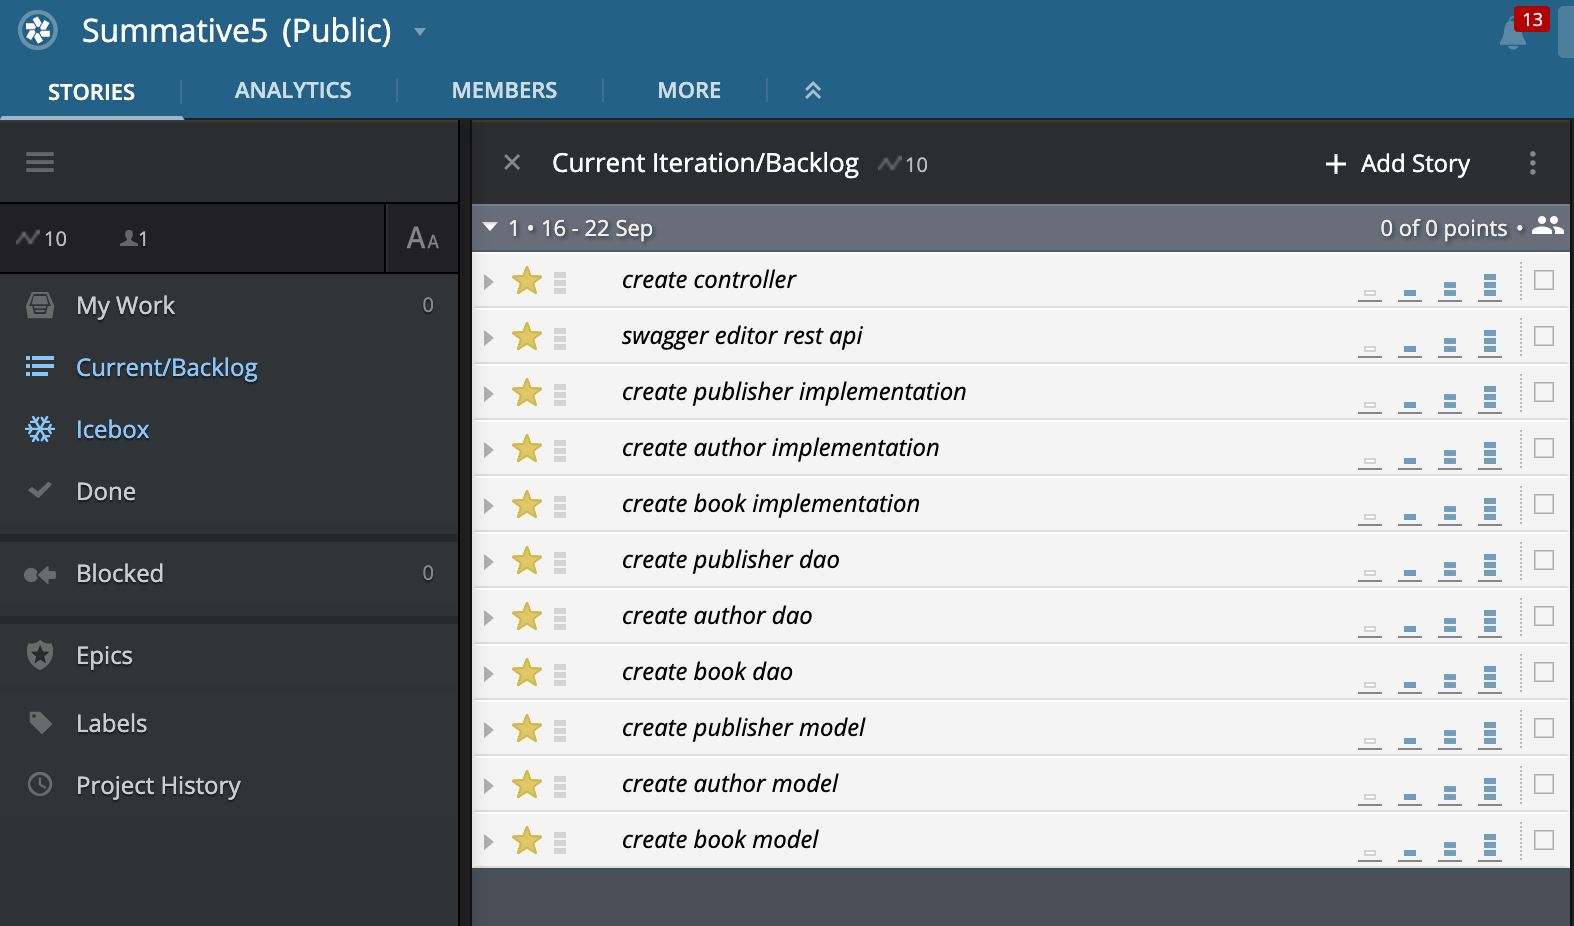 Summative5 (Public)
13
STORIES
ANALYTICS
MEMBERS
MORE
Current Iteration/Backlog 10
+ Add Story
10
1
AA
1 • 16 - 22 Sep
0 of 0 points •
My Work 0
Current/Backlog
Icebox
Done
Blocked 0
Epics
Labels
Project History
create controller
swagger editor rest api
create publisher implementation
create author implementation
create book implementation
create publisher dao
create author dao
create book dao
create publisher model
create author model
create book model